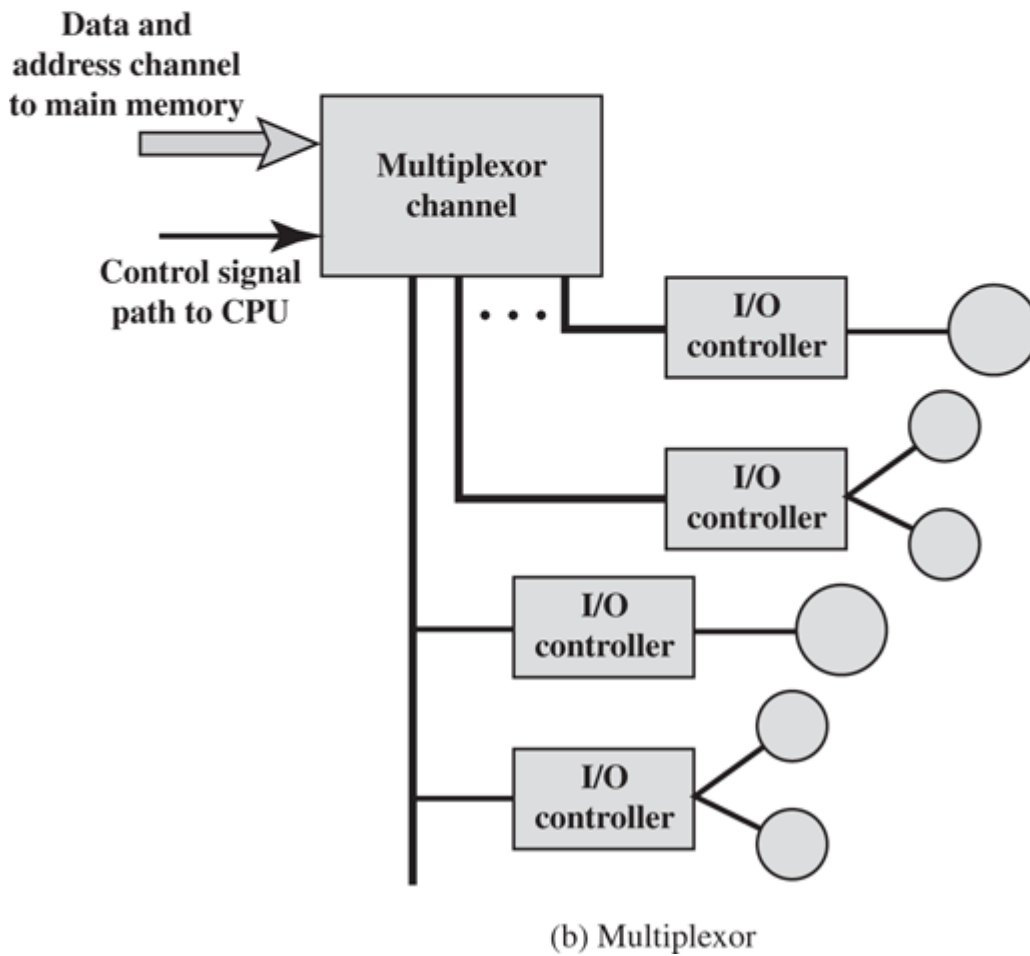 Data and
address channel
to main memory
Multiplexor
channel
Control signal
path to CPU
• • •
I/O
controller
I/O
controller
I/O
controller
I/O
controller
(b) Multiplexor